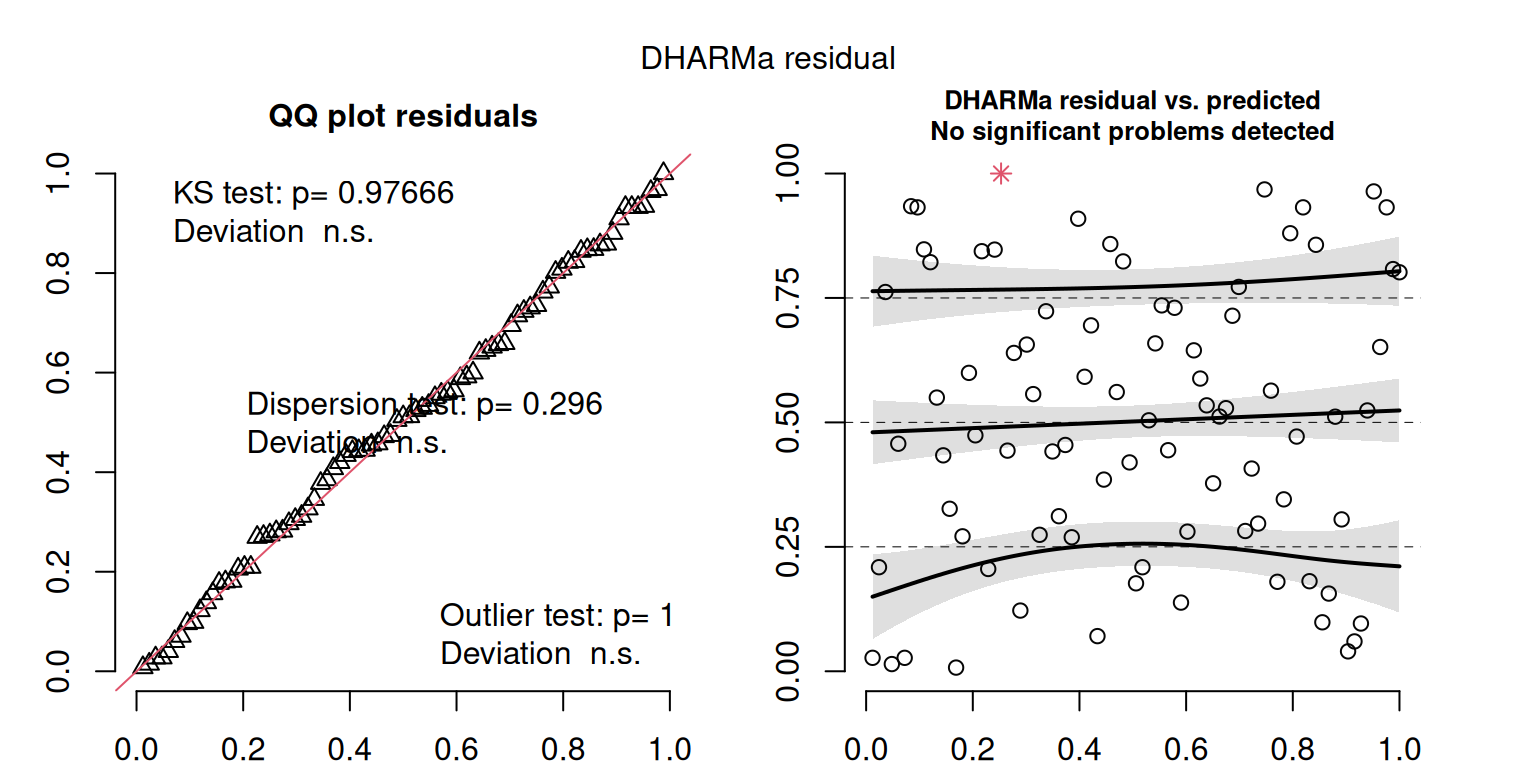 DHARMa residual
QQ plot residuals
KS test: p= 0.97666
Deviation n.s.
Dispersion test: p= 0.296
Deviation n.s.
Outlier test: p= 1
Deviation n.s.
1.0
0.8
0.6
0.4
0.2
0.0
0.0 0.2 0.4 0.6 0.8 1.0
DHARMa residual vs. predicted
No significant problems detected
1.00
0.75
0.50
0.25
0.00
0.0 0.2 0.4 0.6 0.8 1.0